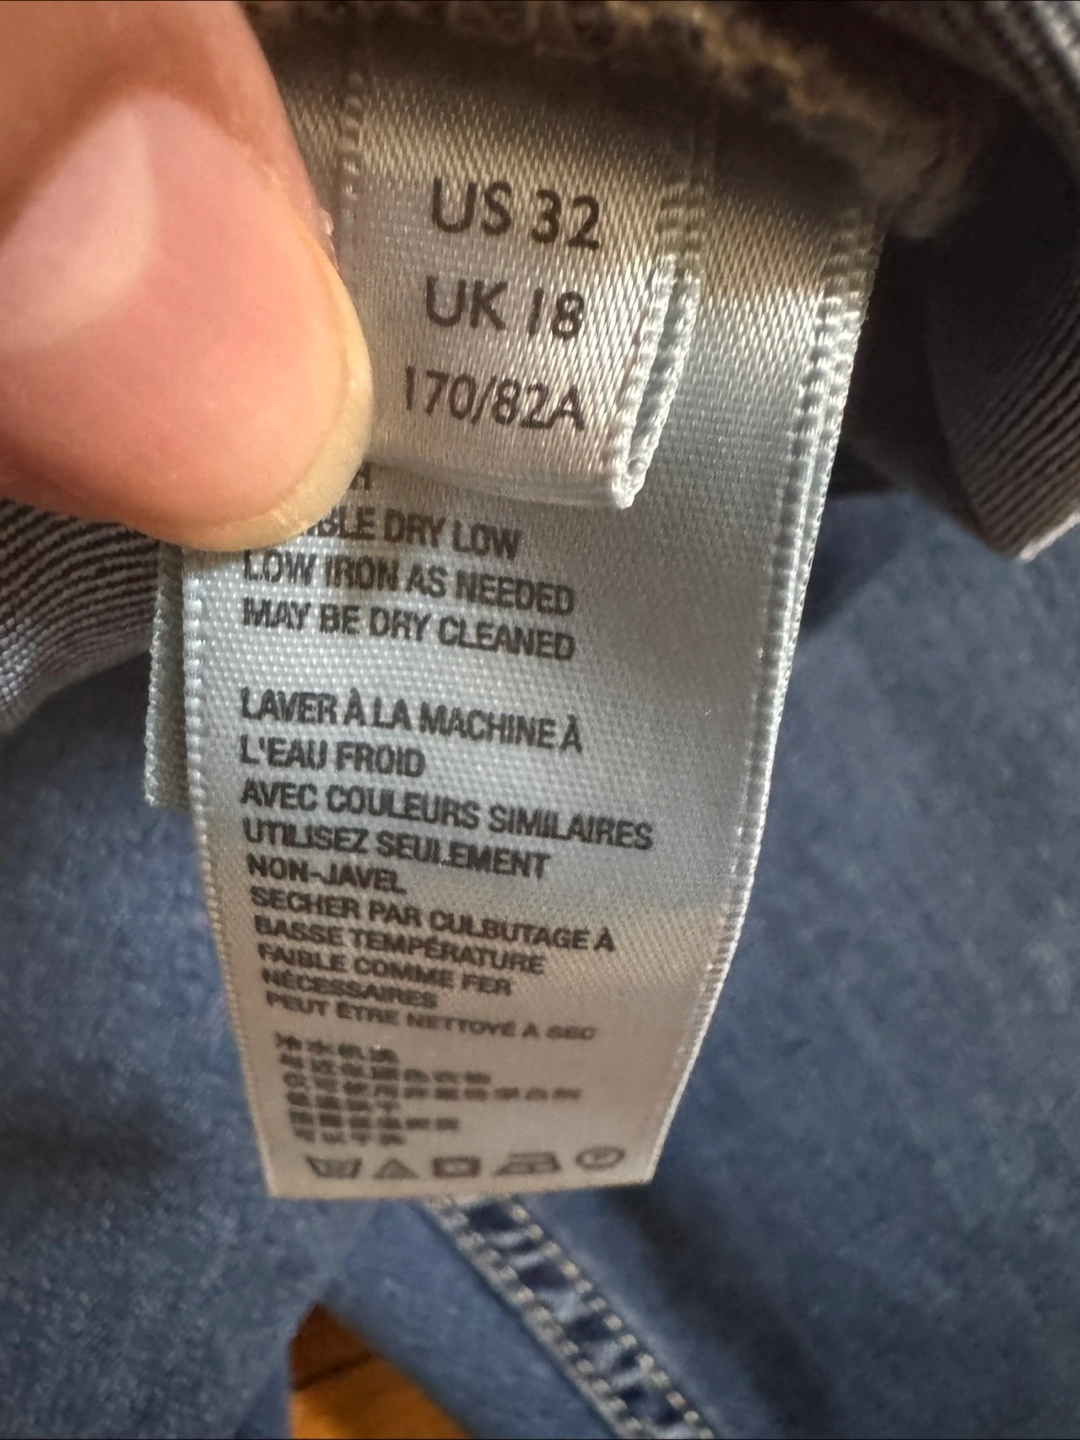 US 32
UK 18
170/82A
H
BLE DRY LOW
LOW IRON AS NEEDED
MAY BE DRY CLEANED
LAVER À LA MACHINE À
L'EAU FROID
AVEC COULEURS SIMILAIRES
UTILISEZ SEULEMENT
NON-JAVEL
SECHER PAR CULBUTAGE À
BASSE TEMPÉRATURE
FAIBLE COMME FER
NÉCESSAIRES
PEUT ÊTRE NETTOYÉ À SEC